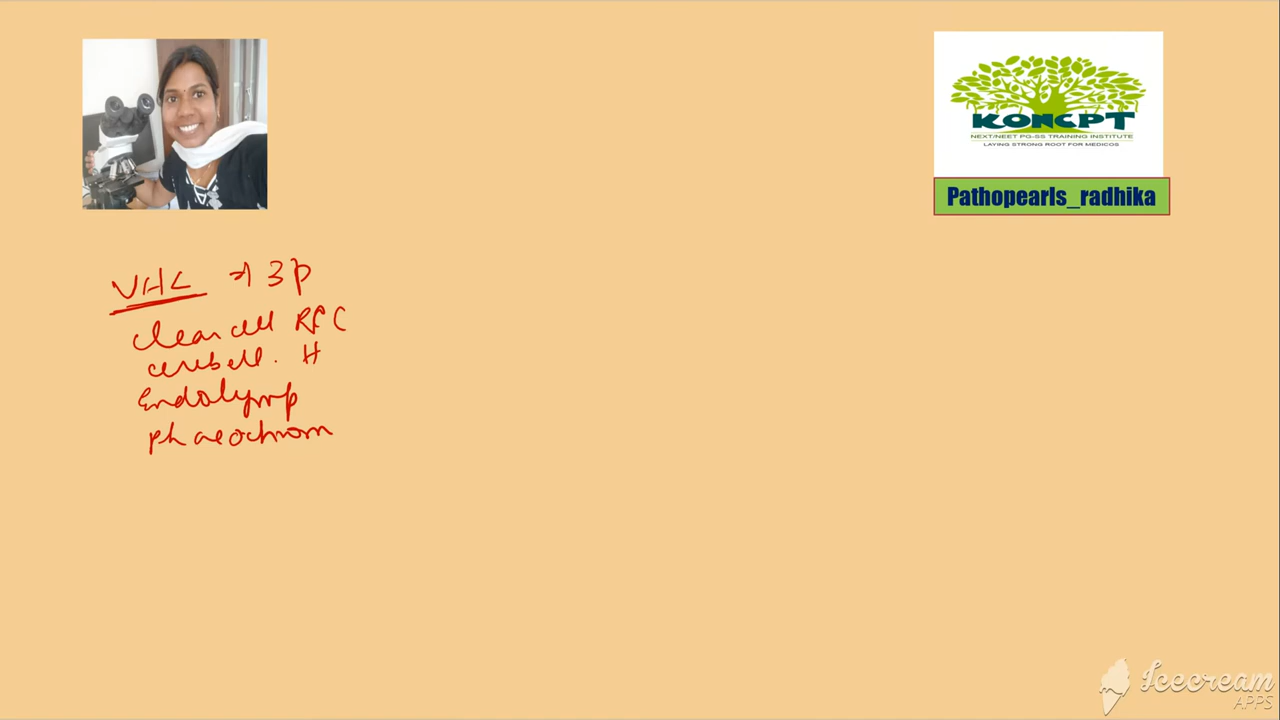 KONCPT
NEXT/NEET PG-SS TRAINING INSTITUTE
LAYING STRONG ROOT FOR MEDICOS
Pathopearls_radhika
VHL → 3p
clear cell RCC
cerebell. H
Endolymp
phaeochrom
Icecream
APPS